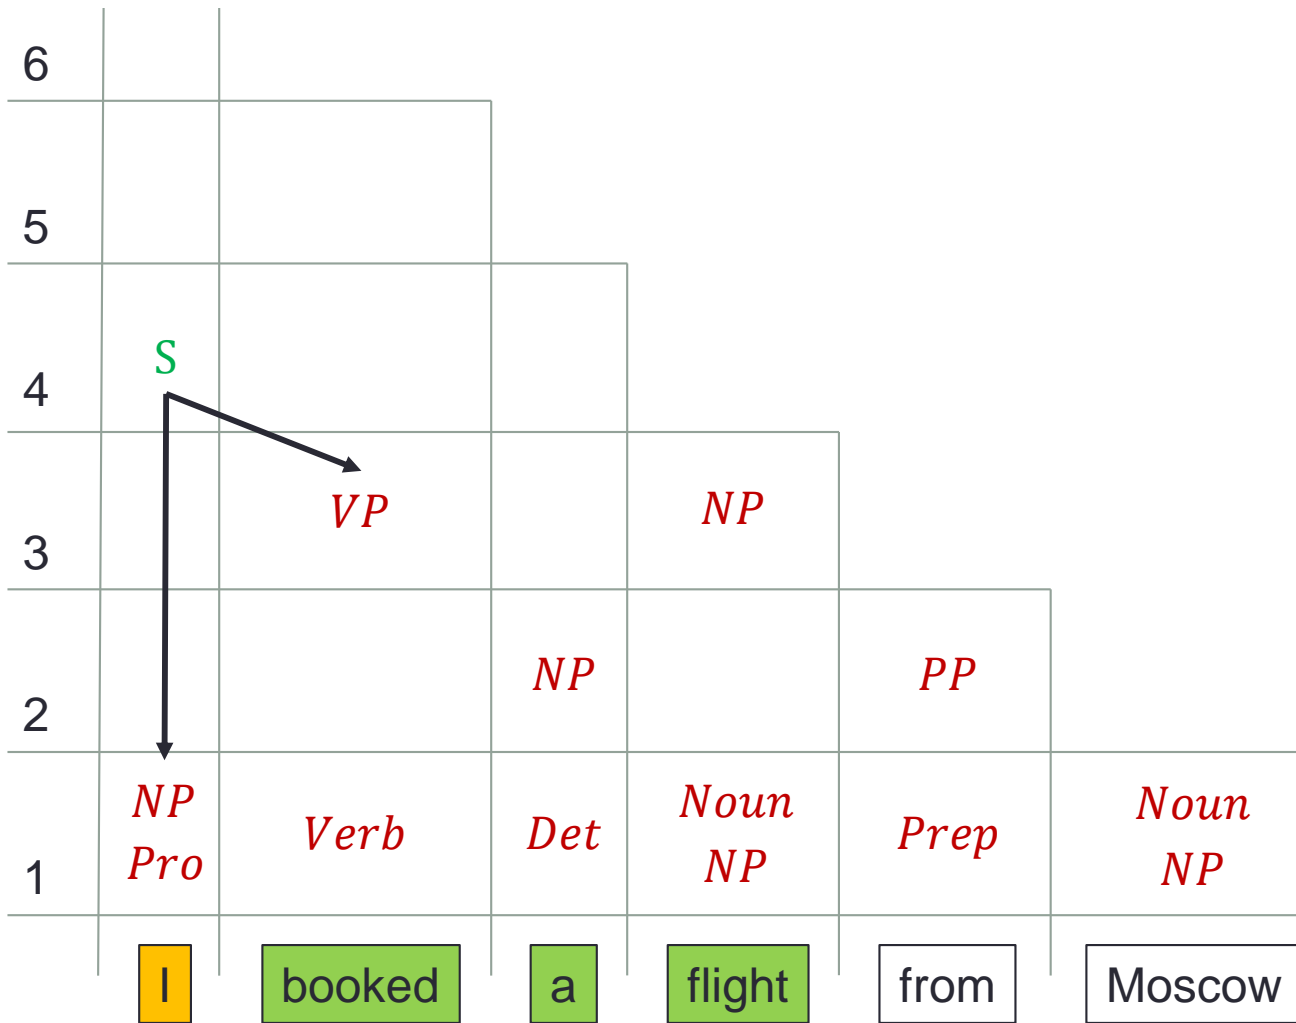 6
5
S
4
VP NP
3
NP PP
2
NP Noun Noun
Verb Det Prep
Pro NP NP
1
I booked a flight from Moscow